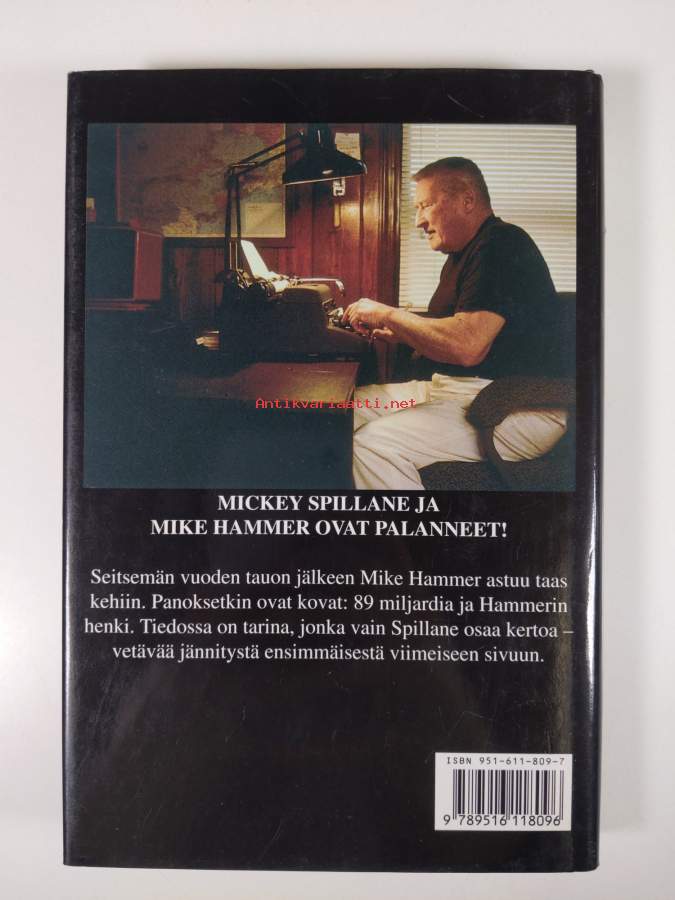 Antikvariaatti.net
MICKEY SPILLANE JA
MIKE HAMMER OVAT PALANNEET!
Seitsemän vuoden tauon jälkeen Mike Hammer astuu taas
kehiin. Panoksetkin ovat kovat: 89 miljardia ja Hammerin
henki. Tiedossa on tarina, jonka vain Spillane osaa kertoa –
vetävää jännitystä ensimmäisestä viimeiseen sivuun.
ISBN 951-611-809-7
9 789516 118096